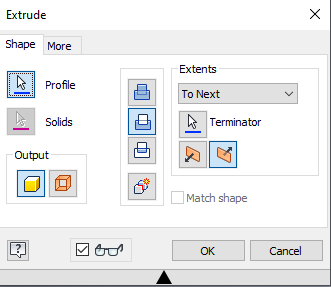 Extrude
Shape More
Profile
Solids
Output
Extents
To Next
Terminator
Match shape
?
OK
Cancel